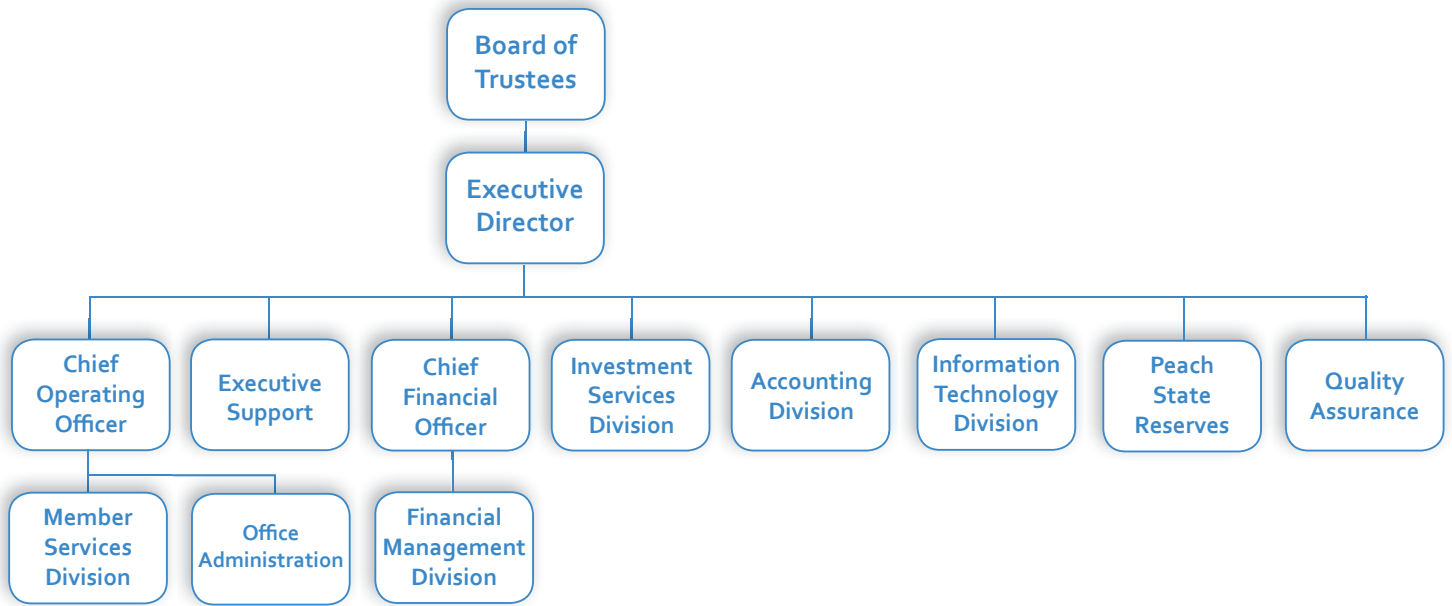 Board of
Trustees
Executive
Director
Chief
Operating
Officer
Executive
Support
Chief
Financial
Officer
Investment
Services
Division
Accounting
Division
Information
Technology
Division
Peach
State
Reserves
Quality
Assurance
Member
Services
Division
Office
Administration
Financial
Management
Division